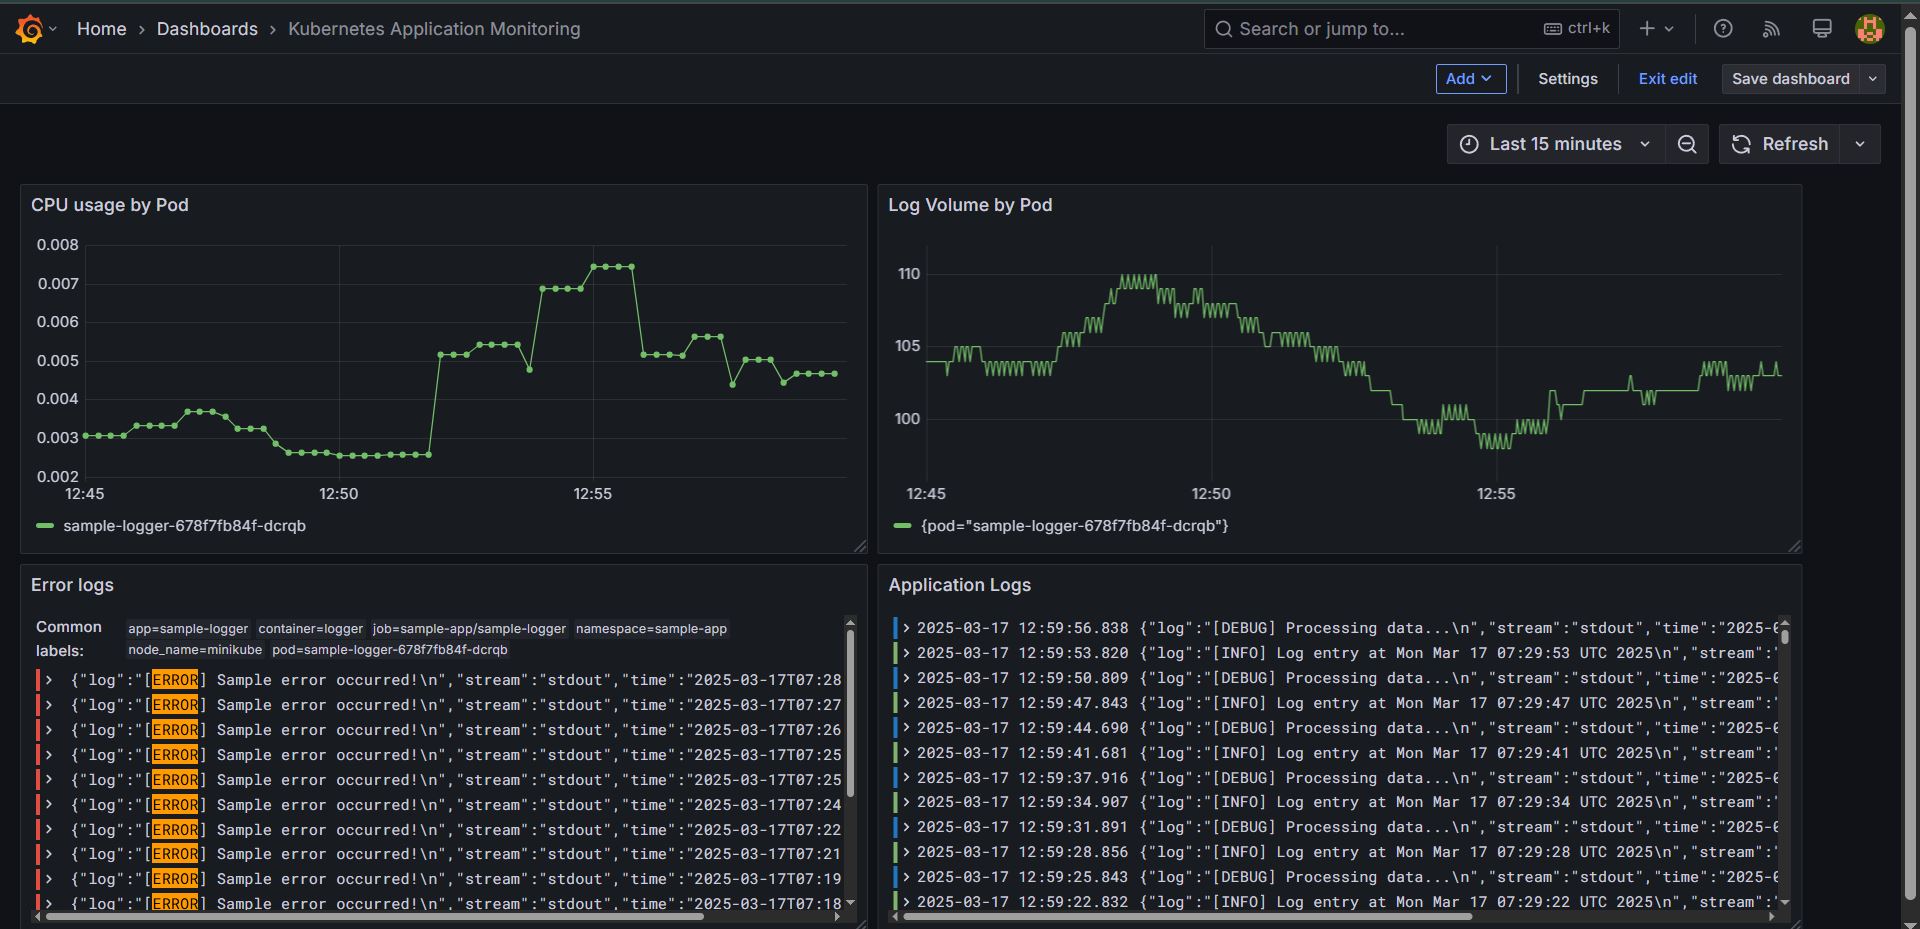 Home › Dashboards › Kubernetes Application Monitoring
Search or jump to... ctrl+k
Add Settings Exit edit Save dashboard
Last 15 minutes Refresh
CPU usage by Pod
0.008
0.007
0.006
0.005
0.004
0.003
0.002
12:45 12:50 12:55
sample-logger-678f7fb84f-dcrqb
Log Volume by Pod
110
105
100
12:45 12:50 12:55
{pod="sample-logger-678f7fb84f-dcrqb"}
Error logs
Common labels: app=sample-logger container=logger job=sample-app/sample-logger namespace=sample-app
node_name=minikube pod=sample-logger-678f7fb84f-dcrqb
{"log":"[ERROR] Sample error occurred!\n","stream":"stdout","time":"2025-03-17T07:28
{"log":"[ERROR] Sample error occurred!\n","stream":"stdout","time":"2025-03-17T07:27
{"log":"[ERROR] Sample error occurred!\n","stream":"stdout","time":"2025-03-17T07:26
{"log":"[ERROR] Sample error occurred!\n","stream":"stdout","time":"2025-03-17T07:25
{"log":"[ERROR] Sample error occurred!\n","stream":"stdout","time":"2025-03-17T07:25
{"log":"[ERROR] Sample error occurred!\n","stream":"stdout","time":"2025-03-17T07:24
{"log":"[ERROR] Sample error occurred!\n","stream":"stdout","time":"2025-03-17T07:22
{"log":"[ERROR] Sample error occurred!\n","stream":"stdout","time":"2025-03-17T07:21
{"log":"[ERROR] Sample error occurred!\n","stream":"stdout","time":"2025-03-17T07:19
{"log":"[ERROR] Sample error occurred!\n","stream":"stdout","time":"2025-03-17T07:18
Application Logs
2025-03-17 12:59:56.838 {"log":"[DEBUG] Processing data...\n","stream":"stdout","time":"2025-0
2025-03-17 12:59:53.820 {"log":"[INFO] Log entry at Mon Mar 17 07:29:53 UTC 2025\n","stream":"
2025-03-17 12:59:50.809 {"log":"[DEBUG] Processing data...\n","stream":"stdout","time":"2025-0
2025-03-17 12:59:47.843 {"log":"[INFO] Log entry at Mon Mar 17 07:29:47 UTC 2025\n","stream":"
2025-03-17 12:59:44.690 {"log":"[DEBUG] Processing data...\n","stream":"stdout","time":"2025-0
2025-03-17 12:59:41.681 {"log":"[INFO] Log entry at Mon Mar 17 07:29:41 UTC 2025\n","stream":"
2025-03-17 12:59:37.916 {"log":"[DEBUG] Processing data...\n","stream":"stdout","time":"2025-0
2025-03-17 12:59:34.907 {"log":"[INFO] Log entry at Mon Mar 17 07:29:34 UTC 2025\n","stream":"
2025-03-17 12:59:31.891 {"log":"[DEBUG] Processing data...\n","stream":"stdout","time":"2025-0
2025-03-17 12:59:28.856 {"log":"[INFO] Log entry at Mon Mar 17 07:29:28 UTC 2025\n","stream":"
2025-03-17 12:59:25.843 {"log":"[DEBUG] Processing data...\n","stream":"stdout","time":"2025-0
2025-03-17 12:59:22.832 {"log":"[INFO] Log entry at Mon Mar 17 07:29:22 UTC 2025\n","stream":"